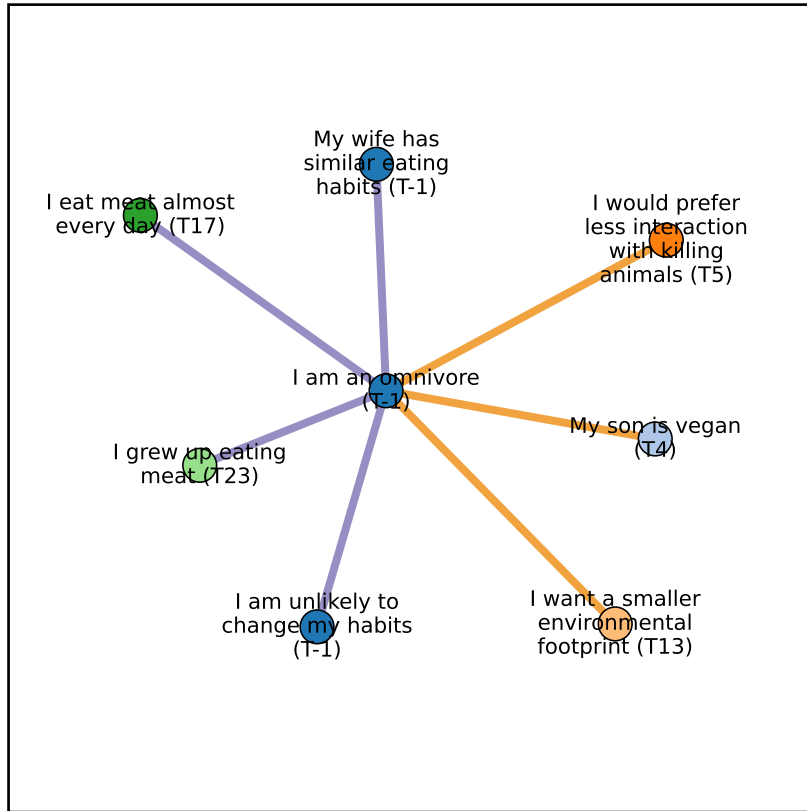 My wife has
similar eating
habits (T-1)
I eat meat almost
every day (T17)
I would prefer
less interaction
with killing
animals (T5)
I am an omnivore
(T-1)
My son is vegan
(T4)
I grew up eating
meat (T23)
I am unlikely to
change my habits
(T-1)
I want a smaller
environmental
footprint (T13)